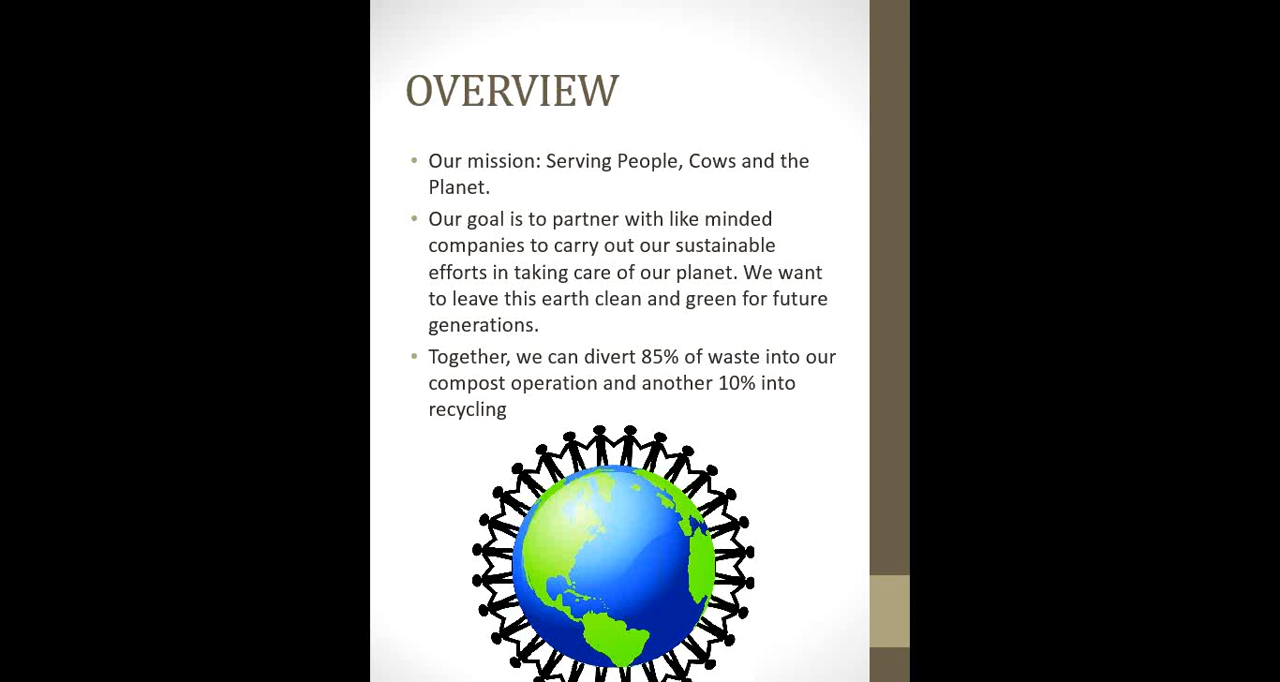 OVERVIEW
• Our mission: Serving People, Cows and the
Planet.
• Our goal is to partner with like minded
companies to carry out our sustainable
efforts in taking care of our planet. We want
to leave this earth clean and green for future
generations.
• Together, we can divert 85% of waste into our
compost operation and another 10% into
recycling